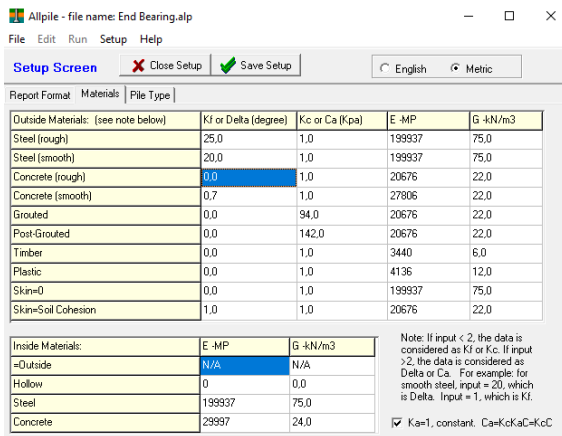 Allpile - file name: End Bearing.alp
File Edit Run Setup Help
Setup Screen Close Setup Save Setup English Metric
Report Format Materials Pile Type
Outside Materials: (see note below) Kf or Delta (degree) Kc or Ca (Kpa) E -MP G -kN/m3
Steel (rough) 25,0 1,0 199937 75,0
Steel (smooth) 20,0 1,0 199937 75,0
Concrete (rough) 0,0 1,0 20676 22,0
Concrete (smooth) 0,7 1,0 27806 22,0
Grouted 0,0 94,0 20676 22,0
Post-Grouted 0,0 142,0 20676 22,0
Timber 0,0 1,0 3440 6,0
Plastic 0,0 1,0 4136 12,0
Skin=0 0,0 1,0 199937 75,0
Skin=Soil Cohesion 1,0 1,0 20676 22,0
Inside Materials: E -MP G -kN/m3
=Outside N/A N/A
Hollow 0 0,0
Steel 199937 75,0
Concrete 29997 24,0
Note: If input < 2, the data is
considered as Kf or Kc. If input
>2, the data is considered as
Delta or Ca. For example: for
smooth steel, input = 20, which
is Delta. Input = 1, which is Kf.
Ka=1, constant. Ca=KcKaC=KcC